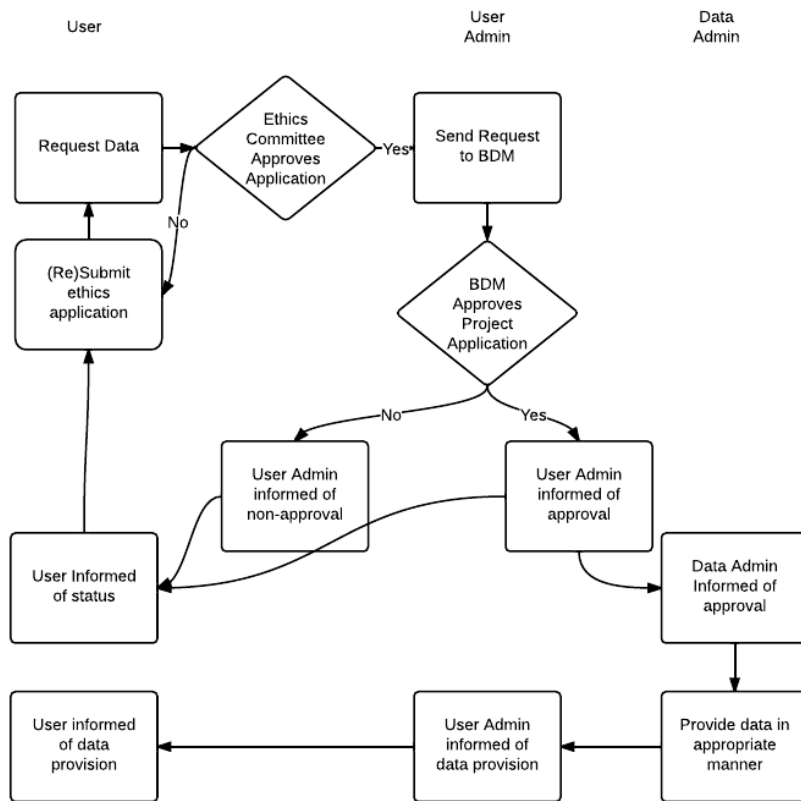 User
User
Admin
Data
Admin
Request Data
Ethics
Committee
Approves
Application
Yes
Send Request
to BDM
No
(Re)Submit
ethics
application
BDM
Approves
Project
Application
No
Yes
User Admin
informed of
non-approval
User Admin
informed of
approval
User Informed
of status
Data Admin
Informed of
approval
User informed
of data
provision
User Admin
informed of
data provision
Provide data in
appropriate
manner